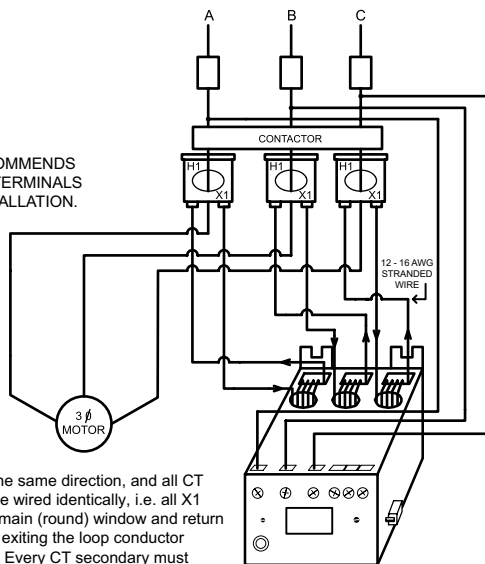 A B C
CONTACTOR
OMMENDS
TERMINALS
ALLATION.
H1 H1 H1
X1 X1 X1
12 - 16 AWG
STRANDED
WIRE
3 ϕ
MOTOR
he same direction, and all CT
e wired identically, i.e. all X1
main (round) window and return
exiting the loop conductor
Every CT secondary must